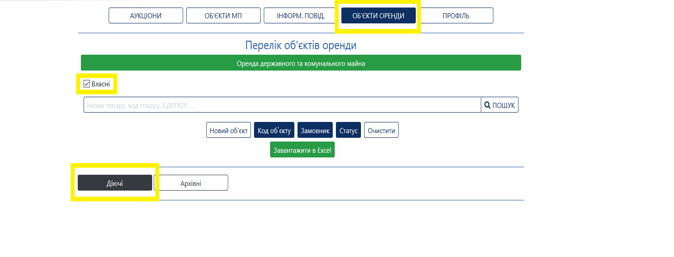 АУКЦІОНИ ОБ'ЄКТИ МП ІНФОРМ. ПОВІД. ОБ'ЄКТИ ОРЕНДИ ПРОФІЛЬ
Перелік об'єктів оренди
Оренда державного та комунального майна
Власні
Назва товару, код товару, ЄДРПОУ ... ПОШУК
Новий об'єкт Код об'єкту Замовник Статус Очистити
Завантажити в Excel
Діючі Архівні